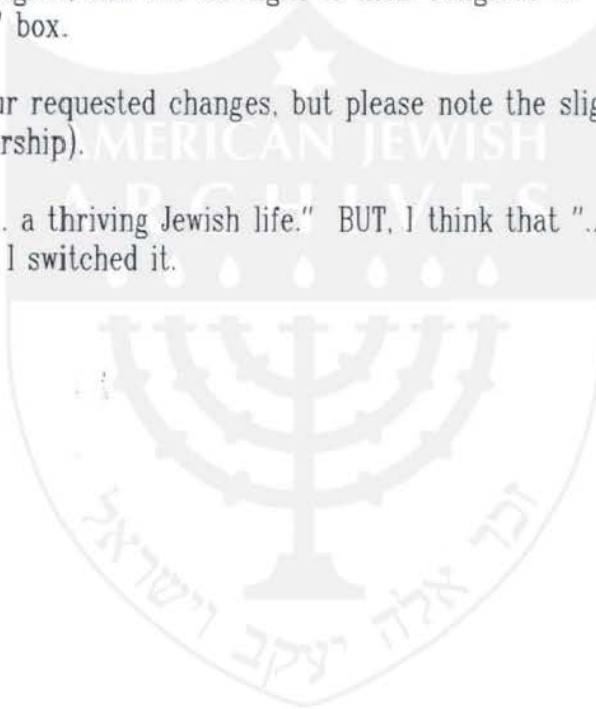 box.
ur requested changes, but please note the slig
rship).
AMERICAN JEWISH
ARCHIVES
. a thriving Jewish life." BUT, I think that "..
I switched it.
זכר אלה יעקב וישראל